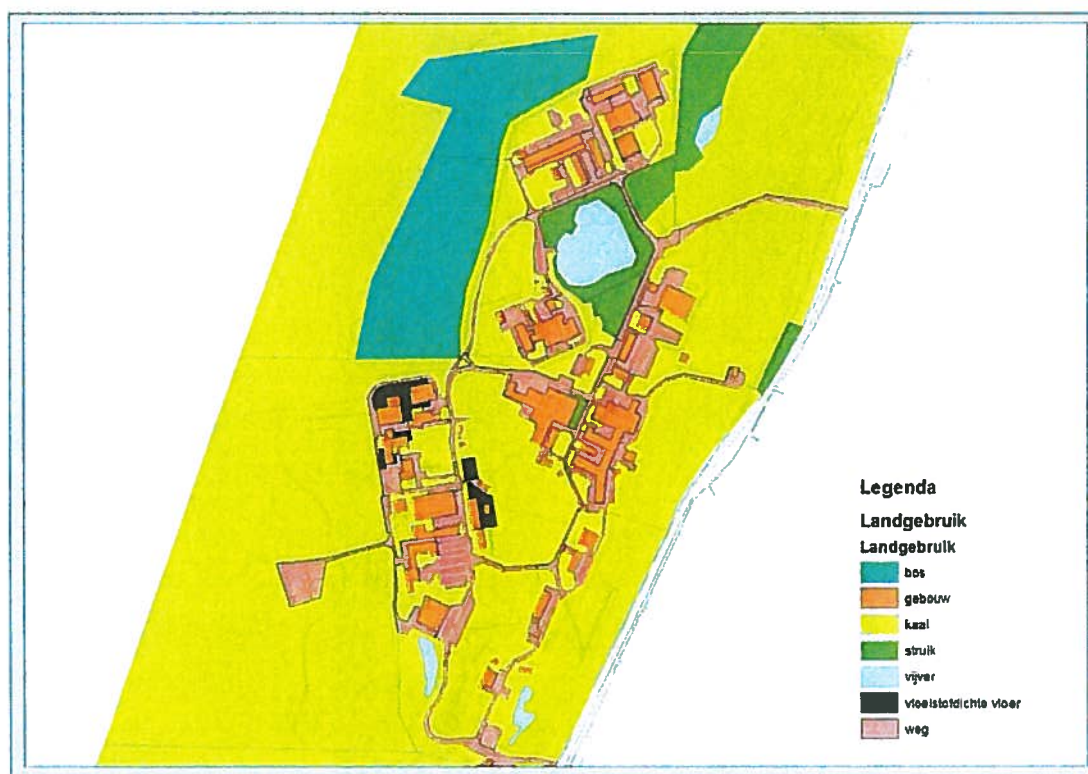 Legenda
Landgebruik
Landgebruik
bos
gebouw
kaal
struik
vijver
vloeistofdichte vloer
weg